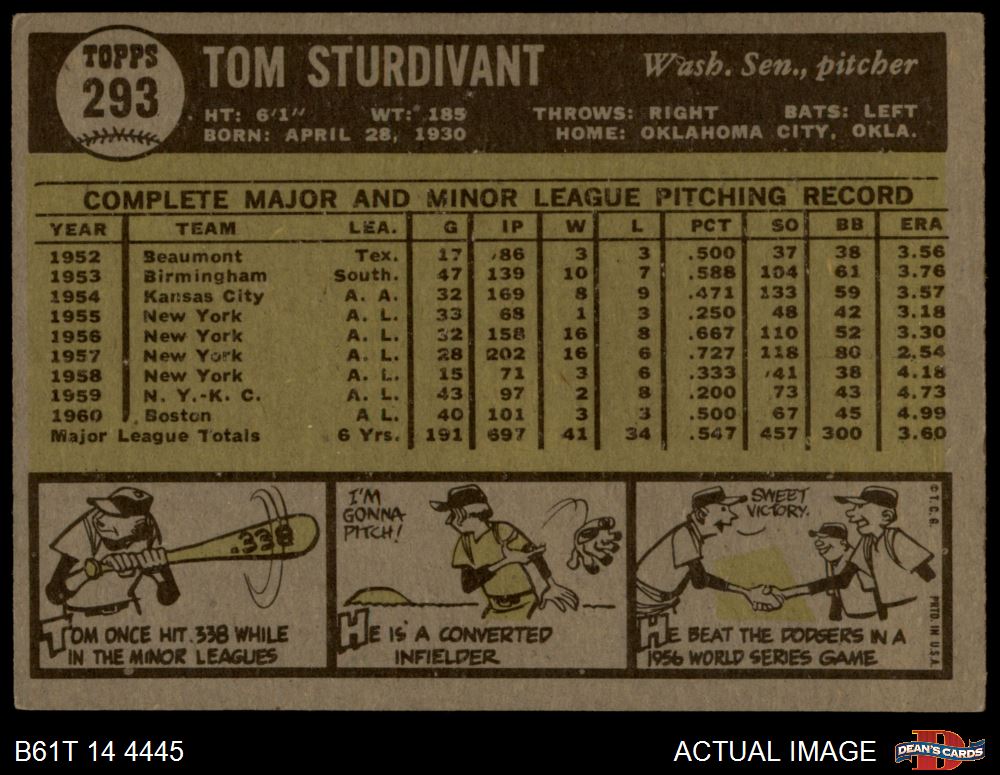 TOPPS
293
TOM STURDIVANT
Wash. Sen., pitcher
HT: 6'1" WT: 185 THROWS: RIGHT BATS: LEFT
BORN: APRIL 28, 1930 HOME: OKLAHOMA CITY, OKLA.
COMPLETE MAJOR AND MINOR LEAGUE PITCHING RECORD
YEAR TEAM LEA. G IP W L PCT SO BB ERA
1952 Beaumont Tex. 17 86 3 3 .500 37 38 3.56
1953 Birmingham South. 47 139 10 7 .588 104 61 3.76
1954 Kansas City A. A. 32 169 8 9 .471 133 59 3.57
1955 New York A. L. 33 68 1 3 .250 48 42 3.18
1956 New York A. L. 32 158 16 8 .667 110 52 3.30
1957 New York A. L. 28 202 16 6 .727 118 80 2.54
1958 New York A. L. 15 71 3 6 .333 41 38 4.18
1959 N. Y.-K. C. A. L. 43 97 2 8 .200 73 43 4.73
1960 Boston A L. 40 101 3 3 .500 67 45 4.99
Major League Totals 6 Yrs. 191 697 41 34 .547 457 300 3.60
.338
TOM ONCE HIT .338 WHILE
IN THE MINOR LEAGUES
I'M
GONNA
PITCH!
HE IS A CONVERTED
INFIELDER
SWEET
VICTORY.
HE BEAT THE DODGERS IN A
1956 WORLD SERIES GAME
© T. C. G.
PRTD. IN U.S.A.
B61T 14 4445
ACTUAL IMAGE
DEAN'S CARDS